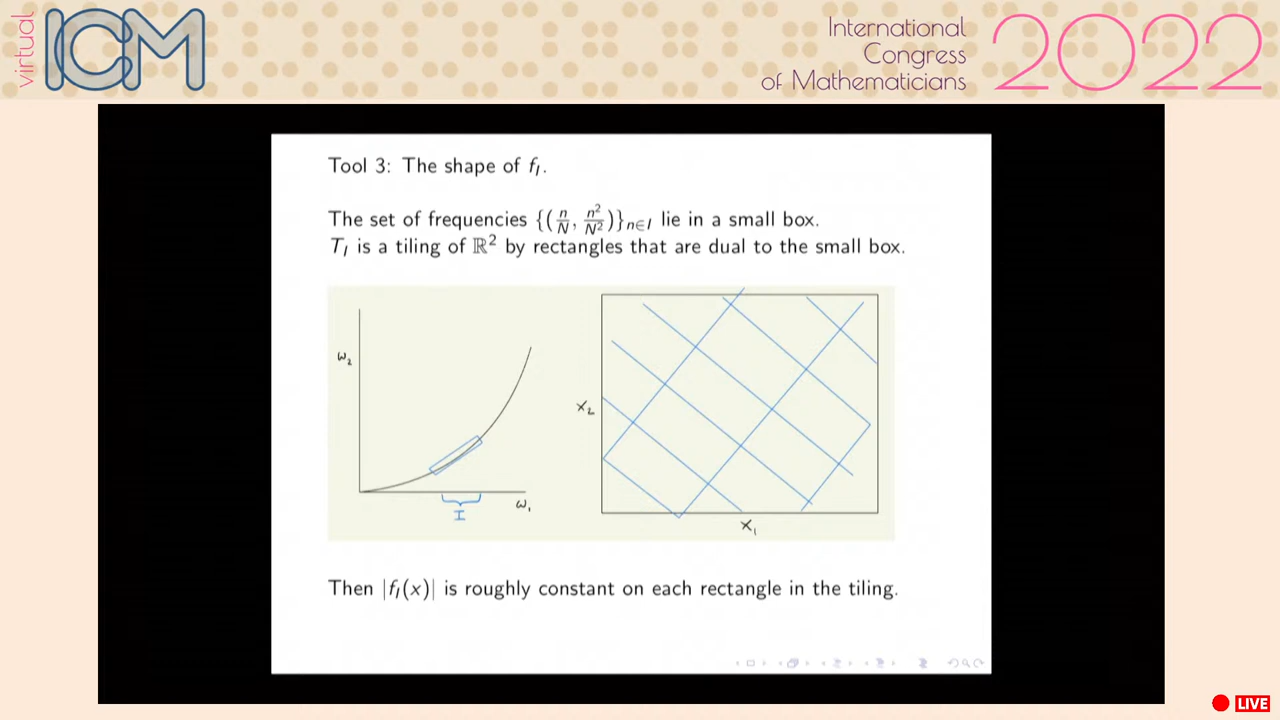 virtual
ICM
International
Congress
of Mathematicians
2022
Tool 3: The shape of f_I.
The set of frequencies {(n/N, n²/N²)}_{n∈I} lie in a small box.
T_I is a tiling of ℝ² by rectangles that are dual to the small box.
ω₂
I
ω₁
x₂
x₁
Then |f_I(x)| is roughly constant on each rectangle in the tiling.
LIVE